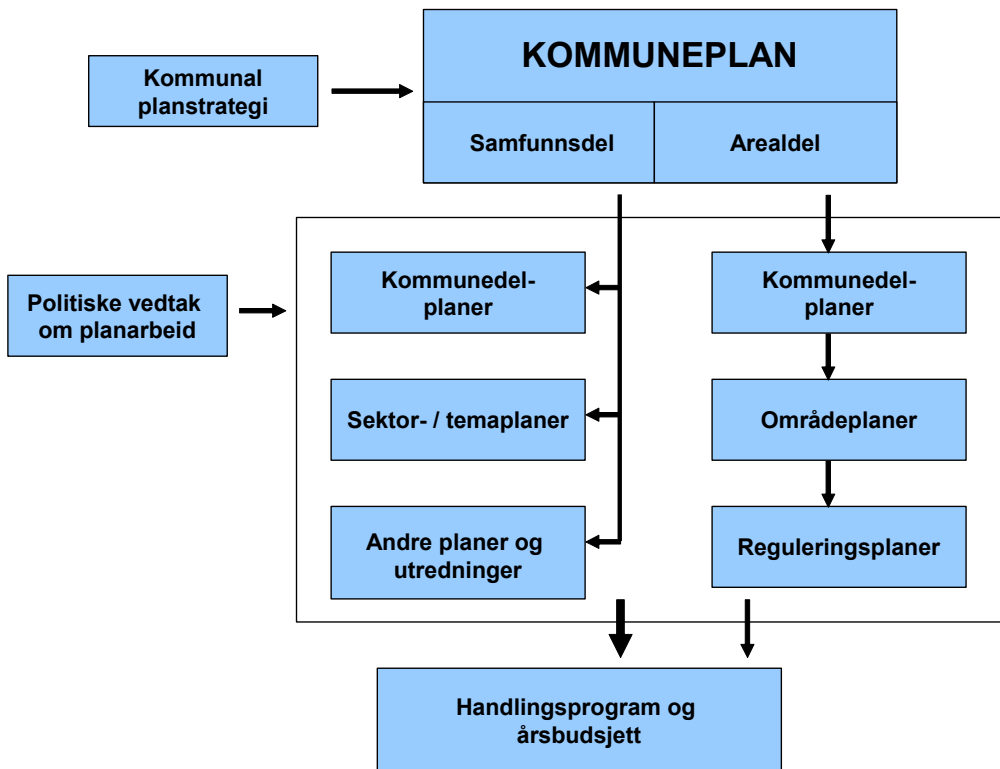 KOMMUNEPLAN
Kommunal
planstrategi
Samfunnsdel
Arealdel
Politiske vedtak
om planarbeid
Kommunedel-
planer
Kommunedel-
planer
Sektor- / temaplaner
Områdeplaner
Andre planer og
utredninger
Reguleringsplaner
Handlingsprogram og
årsbudsjett